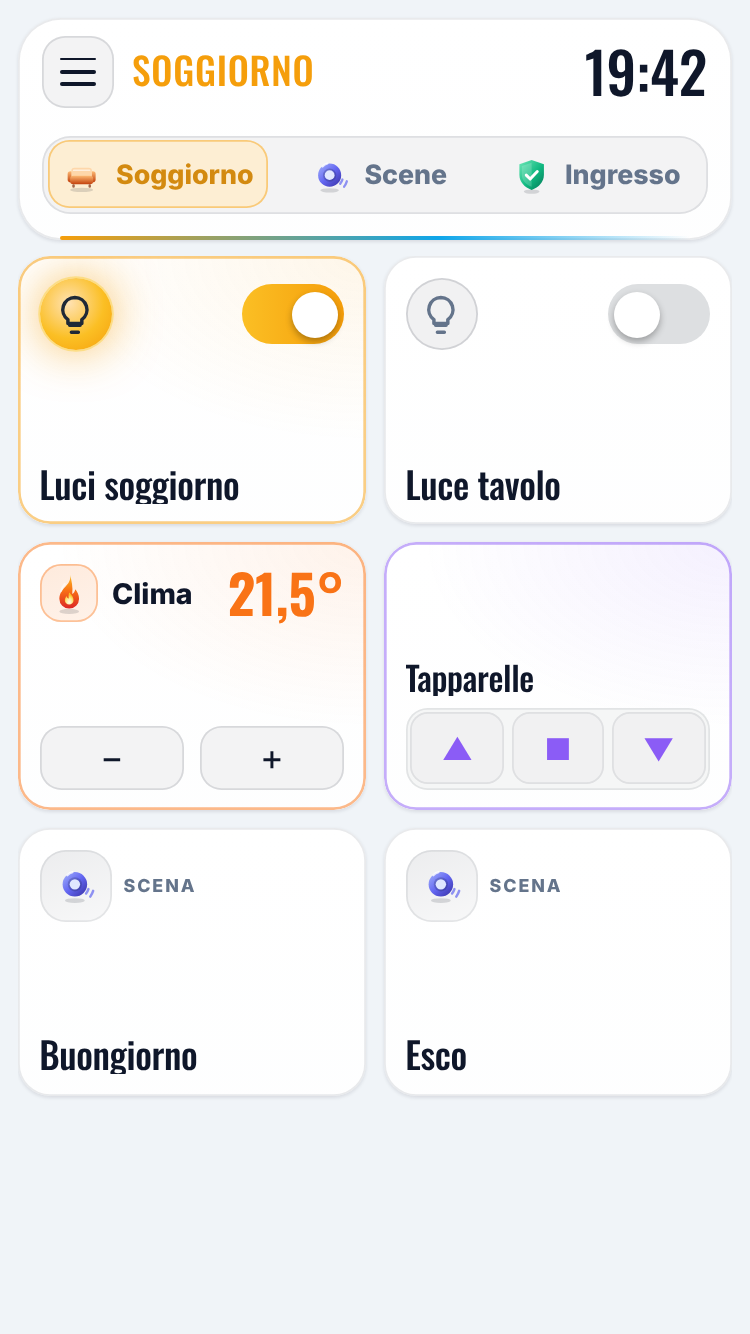 SOGGIORNO
19:42
Soggiorno
Scene
Ingresso
Luci soggiorno
Luce tavolo
Clima
21,5°
Tapparelle
−
+
SCENA
SCENA
Buongiorno
Esco